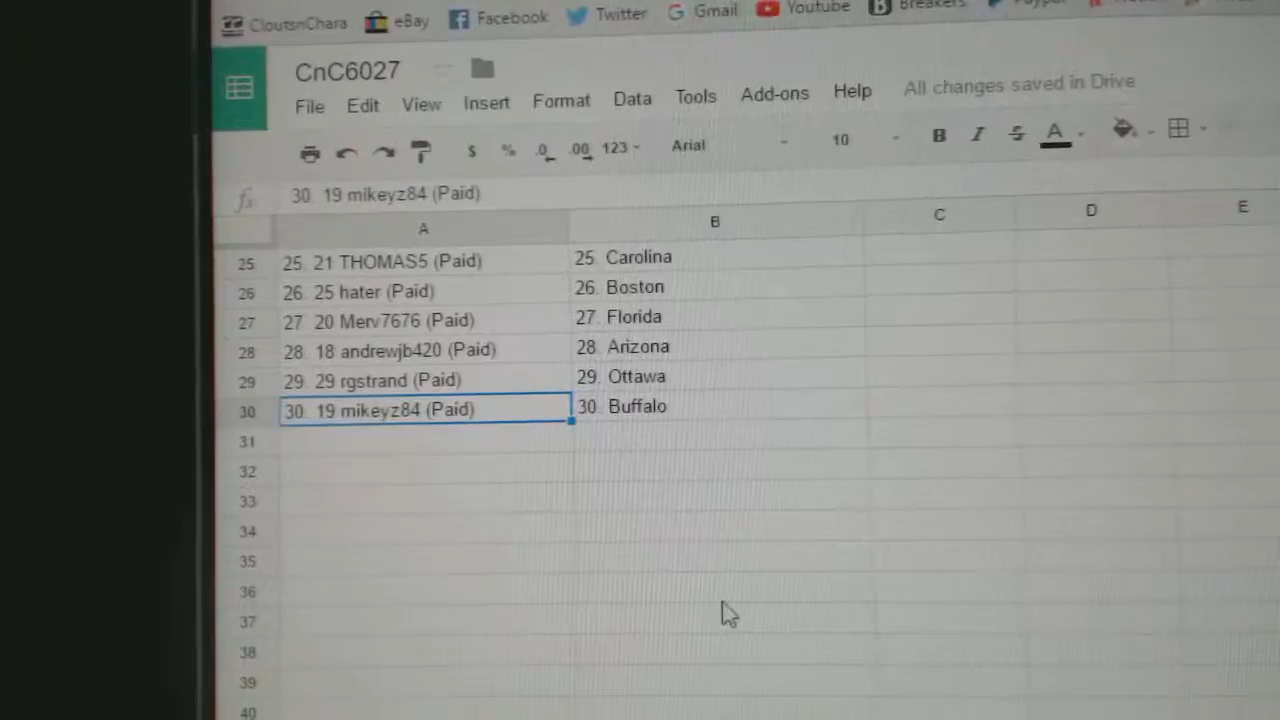 CloutsnChara eBay Facebook Twitter Gmail Youtube Breakers
CnC6027
File Edit View Insert Format Data Tools Add-ons Help All changes saved in Drive
$ % .0 .00 123 Arial 10 B I S A
fx 30. 19 mikeyz84 (Paid)
A B C D E
25 25. 21 THOMAS5 (Paid) 25. Carolina
26 26. 25 hater (Paid) 26. Boston
27 27. 20 Merv7676 (Paid) 27. Florida
28 28. 18 andrewjb420 (Paid) 28. Arizona
29 29. 29 rgstrand (Paid) 29. Ottawa
30 30. 19 mikeyz84 (Paid) 30. Buffalo
31
32
33
34
35
36
37
38
39
40